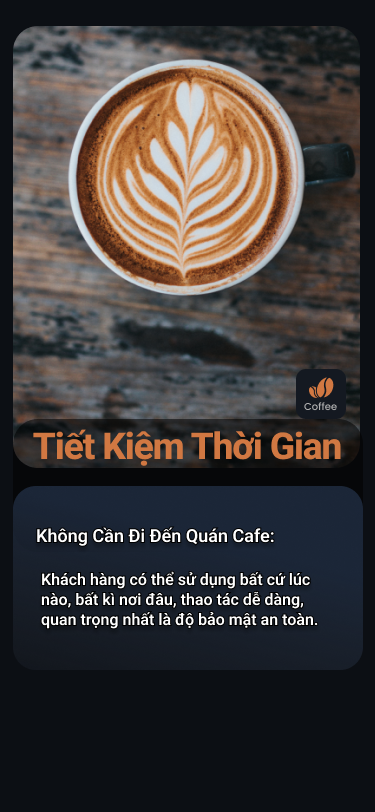 Coffee
Tiết Kiệm Thời Gian
Không Cần Đi Đến Quán Cafe:
Khách hàng có thể sử dụng bất cứ lúc
nào, bất kì nơi đâu, thao tác dễ dàng,
quan trọng nhất là độ bảo mật an toàn.